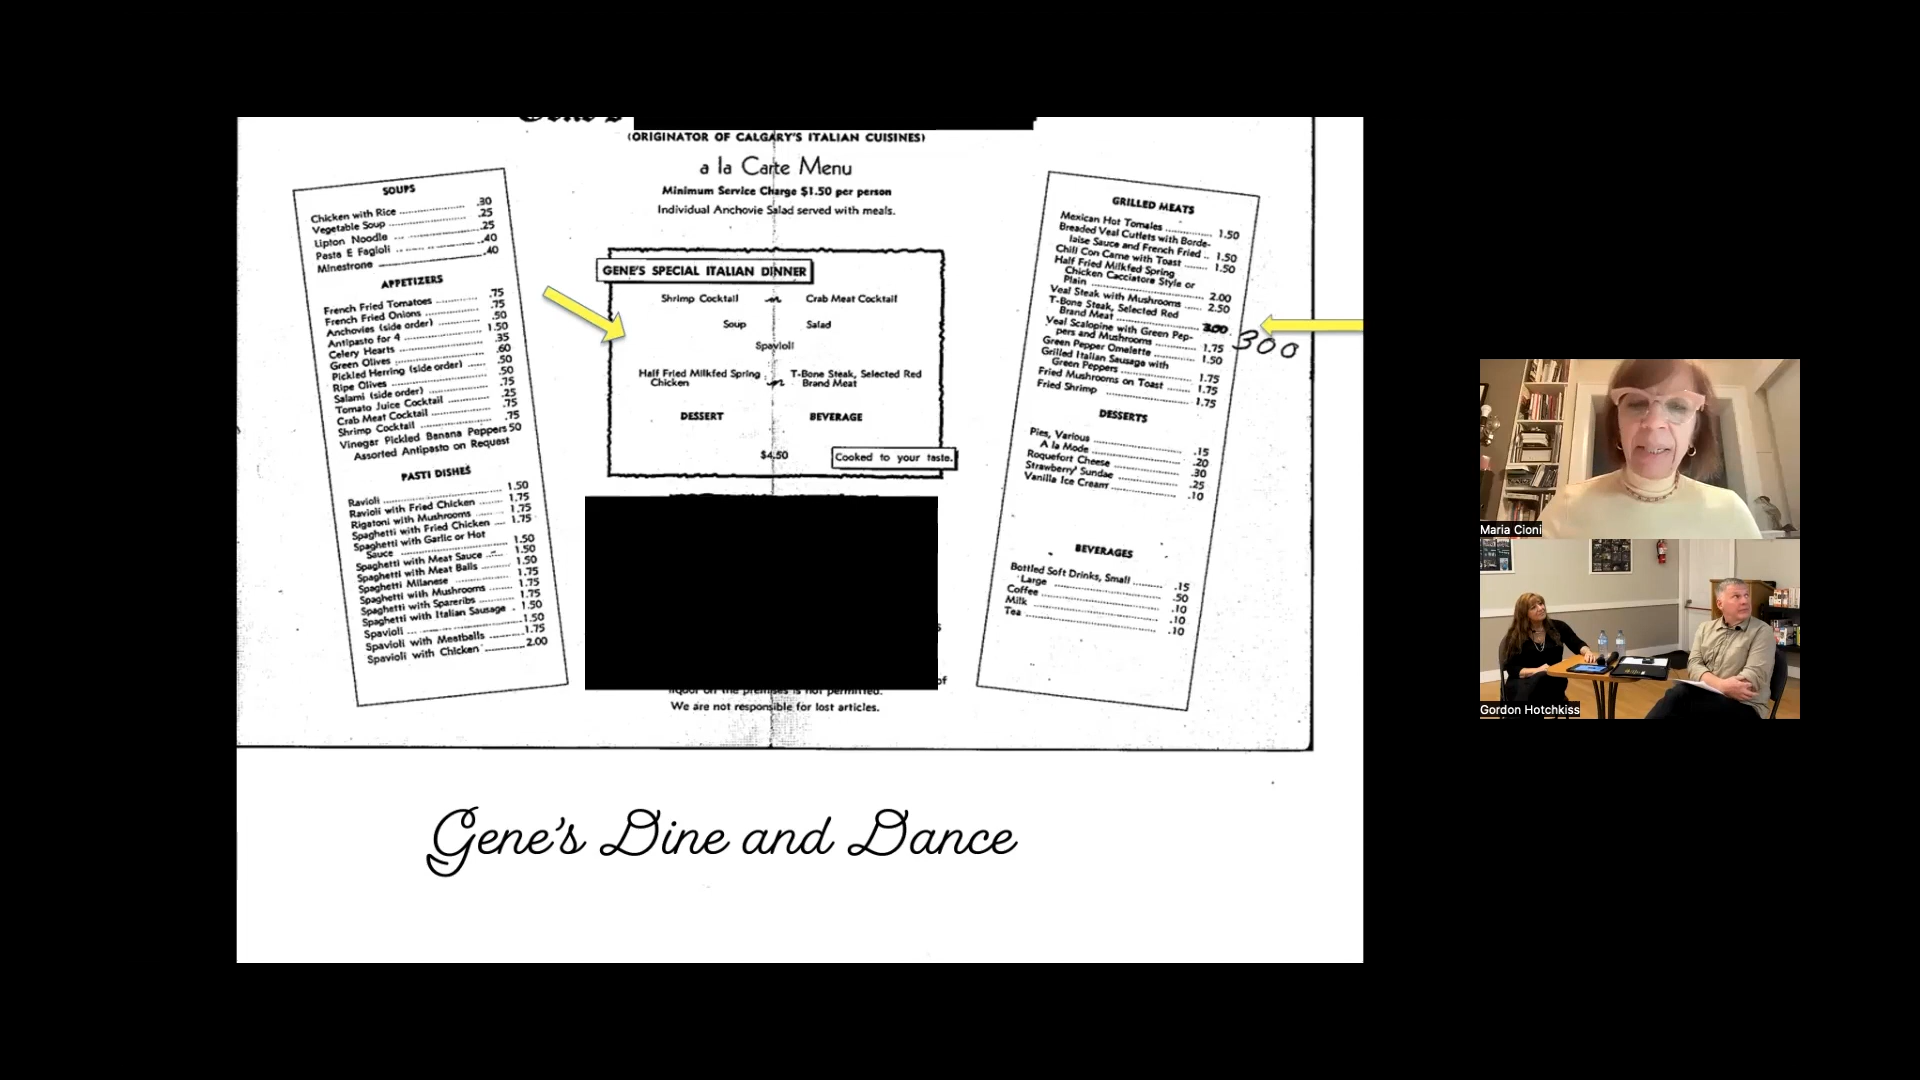 Gene's
(ORIGINATOR OF CALGARY'S ITALIAN CUISINES)
a la Carte Menu
Minimum Service Charge $1.50 per person
Individual Anchovie Salad served with meals.
SOUPS
Chicken with Rice .30
Vegetable Soup .25
Lipton Noodle .25
Pasta E Fagioli .40
Minestrone .40
APPETIZERS
French Fried Tomatoes .75
French Fried Onions .75
Anchovies (side order) .50
Antipasto for 4 1.50
Celery Hearts .35
Green Olives .60
Pickled Herring (side order) .50
Ripe Olives .50
Salami (side order) .75
Tomato Juice Cocktail .25
Crab Meat Cocktail .75
Shrimp Cocktail .75
Vinegar Pickled Banana Peppers 50
Assorted Antipasto on Request
PASTI DISHES
Ravioli 1.50
Ravioli with Fried Chicken 1.75
Rigatoni with Mushrooms 1.75
Spaghetti with Fried Chicken 1.75
Spaghetti with Garlic or Hot
Sauce 1.50
Spaghetti with Meat Sauce 1.50
Spaghetti with Meat Balls 1.50
Spaghetti Milanese 1.75
Spaghetti with Mushrooms 1.75
Spaghetti with Spareribs 1.75
Spaghetti with Italian Sausage 1.50
Spavioli 1.50
Spavioli with Meatballs 1.75
Spavioli with Chicken 2.00
GENE'S SPECIAL ITALIAN DINNER
Shrimp Cocktail or Crab Meat Cocktail
Soup Salad
Spavioli
Half Fried Milkfed Spring or T-Bone Steak, Selected Red
Chicken Brand Meat
DESSERT BEVERAGE
$4.50 Cooked to your taste.
s
of
liquor on the premises is not permitted.
We are not responsible for lost articles.
GRILLED MEATS
Mexican Hot Tomales 1.50
Breaded Veal Cutlets with Borde-
laise Sauce and French Fried 1.50
Chili Con Carne with Toast 1.50
Half Fried Milkfed Spring
Chicken Cacciatore Style or
Plain 2.00
Veal Steak with Mushrooms 2.50
T-Bone Steak, Selected Red
Brand Meat 300
Veal Scalopine with Green Pep-
pers and Mushrooms 1.75
Green Pepper Omelette 1.50
Grilled Italian Sausage with
Green Peppers 1.75
Fried Mushrooms on Toast 1.75
Fried Shrimp 1.75
DESSERTS
Pies, Various .15
A la Mode .20
Roquefort Cheese .30
Strawberry Sundae .25
Vanilla Ice Cream .10
BEVERAGES
Bottled Soft Drinks, Small .15
Large .50
Coffee .10
Milk .10
Tea .10
Gene's Dine and Dance
Maria Cioni
Gordon Hotchkiss